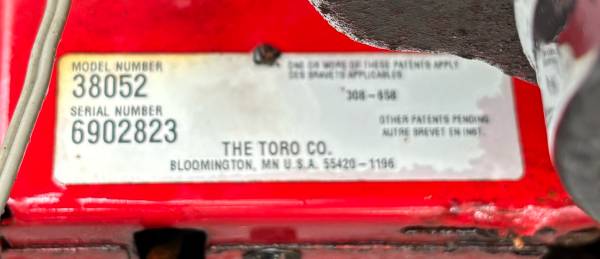 MODEL NUMBER
38052
SERIAL NUMBER
6902823
ONE OR MORE OF THESE PATENTS APPLY
DES BRAVETS APPLICABLES
308-658
OTHER PATENTS PENDING
AUTRE BREVET EN INST.
THE TORO CO.
BLOOMINGTON, MN U.S.A. 55420-1196